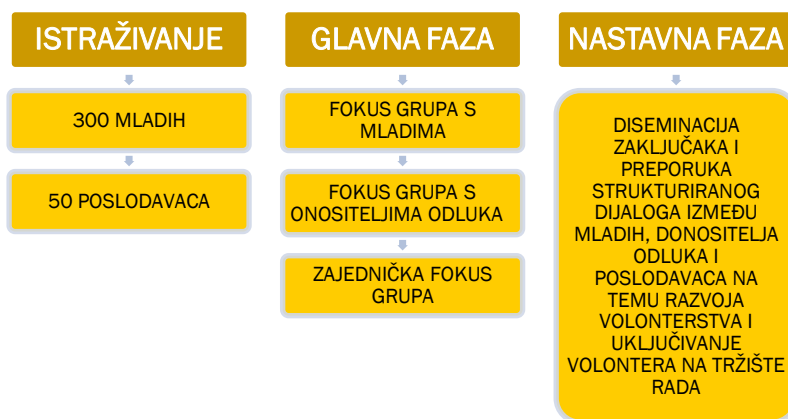 ISTRAŽIVANJE
300 MLADIH
50 POSLODAVACA
GLAVNA FAZA
FOKUS GRUPA S
MLADIMA
FOKUS GRUPA S
ONOSITELJIMA ODLUKA
ZAJEDNIČKA FOKUS
GRUPA
NASTAVNA FAZA
DISEMINACIJA
ZAKLJUČAKA I
PREPORUKA
STRUKTURIRANOG
DIJALOGA IZMEĐU
MLADIH, DONOSITELJA
ODLUKA I
POSLODAVACA NA
TEMU RAZVOJA
VOLONTERSTVA I
UKLJUČIVANJE
VOLONTERA NA TRŽIŠTE
RADA